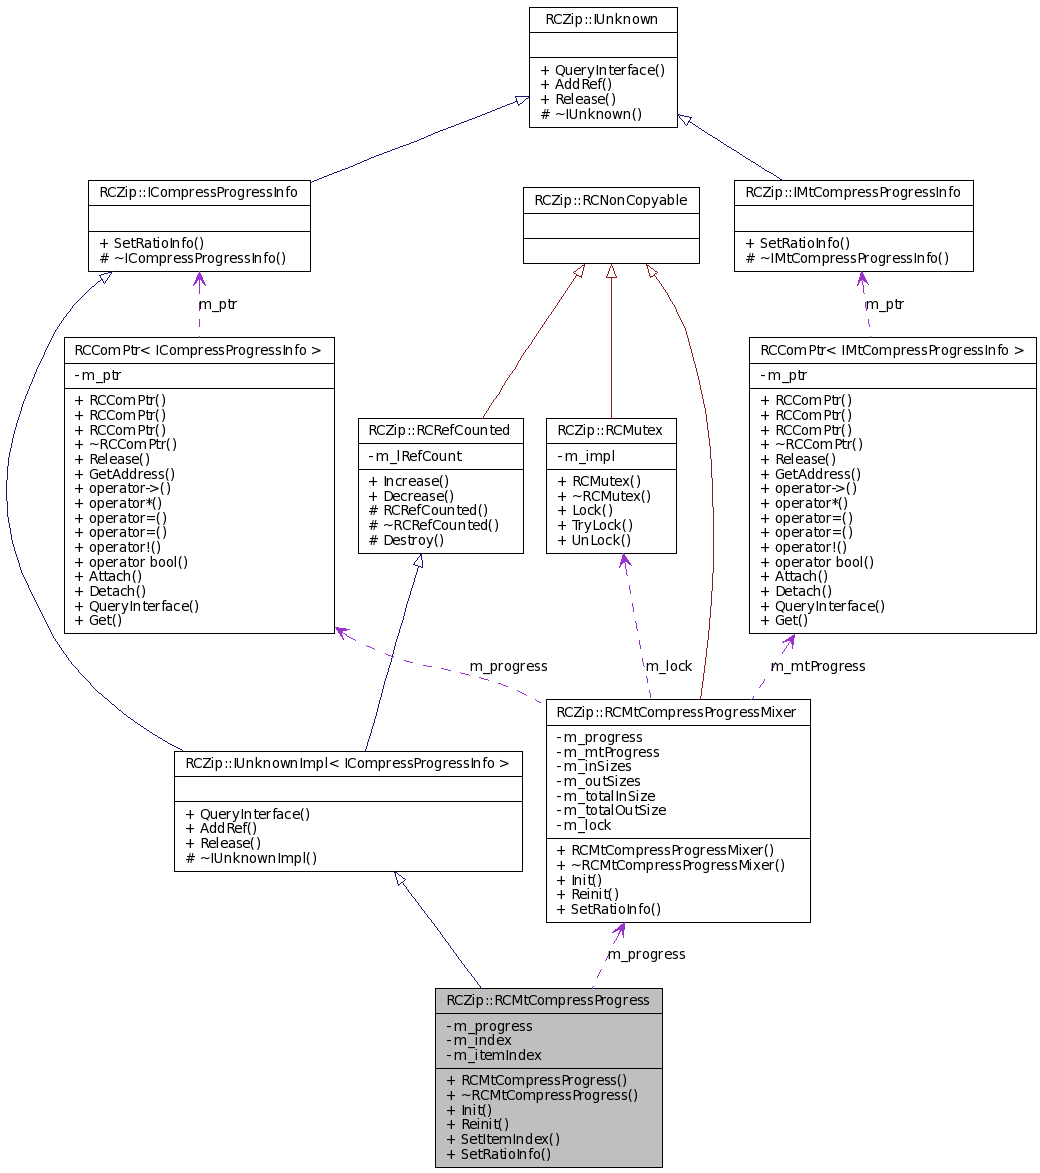 RCZip::IUnknown
+ QueryInterface()
+ AddRef()
+ Release()
# ~IUnknown()
RCZip::ICompressProgressInfo
+ SetRatioInfo()
# ~ICompressProgressInfo()
RCZip::RCNonCopyable
RCZip::IMtCompressProgressInfo
+ SetRatioInfo()
# ~IMtCompressProgressInfo()
m_ptr
m_ptr
RCComPtr< ICompressProgressInfo >
- m_ptr
+ RCComPtr()
+ RCComPtr()
+ RCComPtr()
+ ~RCComPtr()
+ Release()
+ GetAddress()
+ operator->()
+ operator*()
+ operator=()
+ operator=()
+ operator!()
+ operator bool()
+ Attach()
+ Detach()
+ QueryInterface()
+ Get()
RCZip::RCRefCounted
- m_lRefCount
+ Increase()
+ Decrease()
# RCRefCounted()
# ~RCRefCounted()
# Destroy()
RCZip::RCMutex
- m_impl
+ RCMutex()
+ ~RCMutex()
+ Lock()
+ TryLock()
+ UnLock()
RCComPtr< IMtCompressProgressInfo >
- m_ptr
+ RCComPtr()
+ RCComPtr()
+ RCComPtr()
+ ~RCComPtr()
+ Release()
+ GetAddress()
+ operator->()
+ operator*()
+ operator=()
+ operator=()
+ operator!()
+ operator bool()
+ Attach()
+ Detach()
+ QueryInterface()
+ Get()
m_progress
m_lock
m_mtProgress
RCZip::IUnknownImpl< ICompressProgressInfo >
+ QueryInterface()
+ AddRef()
+ Release()
# ~IUnknownImpl()
RCZip::RCMtCompressProgressMixer
- m_progress
- m_mtProgress
- m_inSizes
- m_outSizes
- m_totalInSize
- m_totalOutSize
- m_lock
+ RCMtCompressProgressMixer()
+ ~RCMtCompressProgressMixer()
+ Init()
+ Reinit()
+ SetRatioInfo()
m_progress
RCZip::RCMtCompressProgress
- m_progress
- m_index
- m_itemIndex
+ RCMtCompressProgress()
+ ~RCMtCompressProgress()
+ Init()
+ Reinit()
+ SetItemIndex()
+ SetRatioInfo()